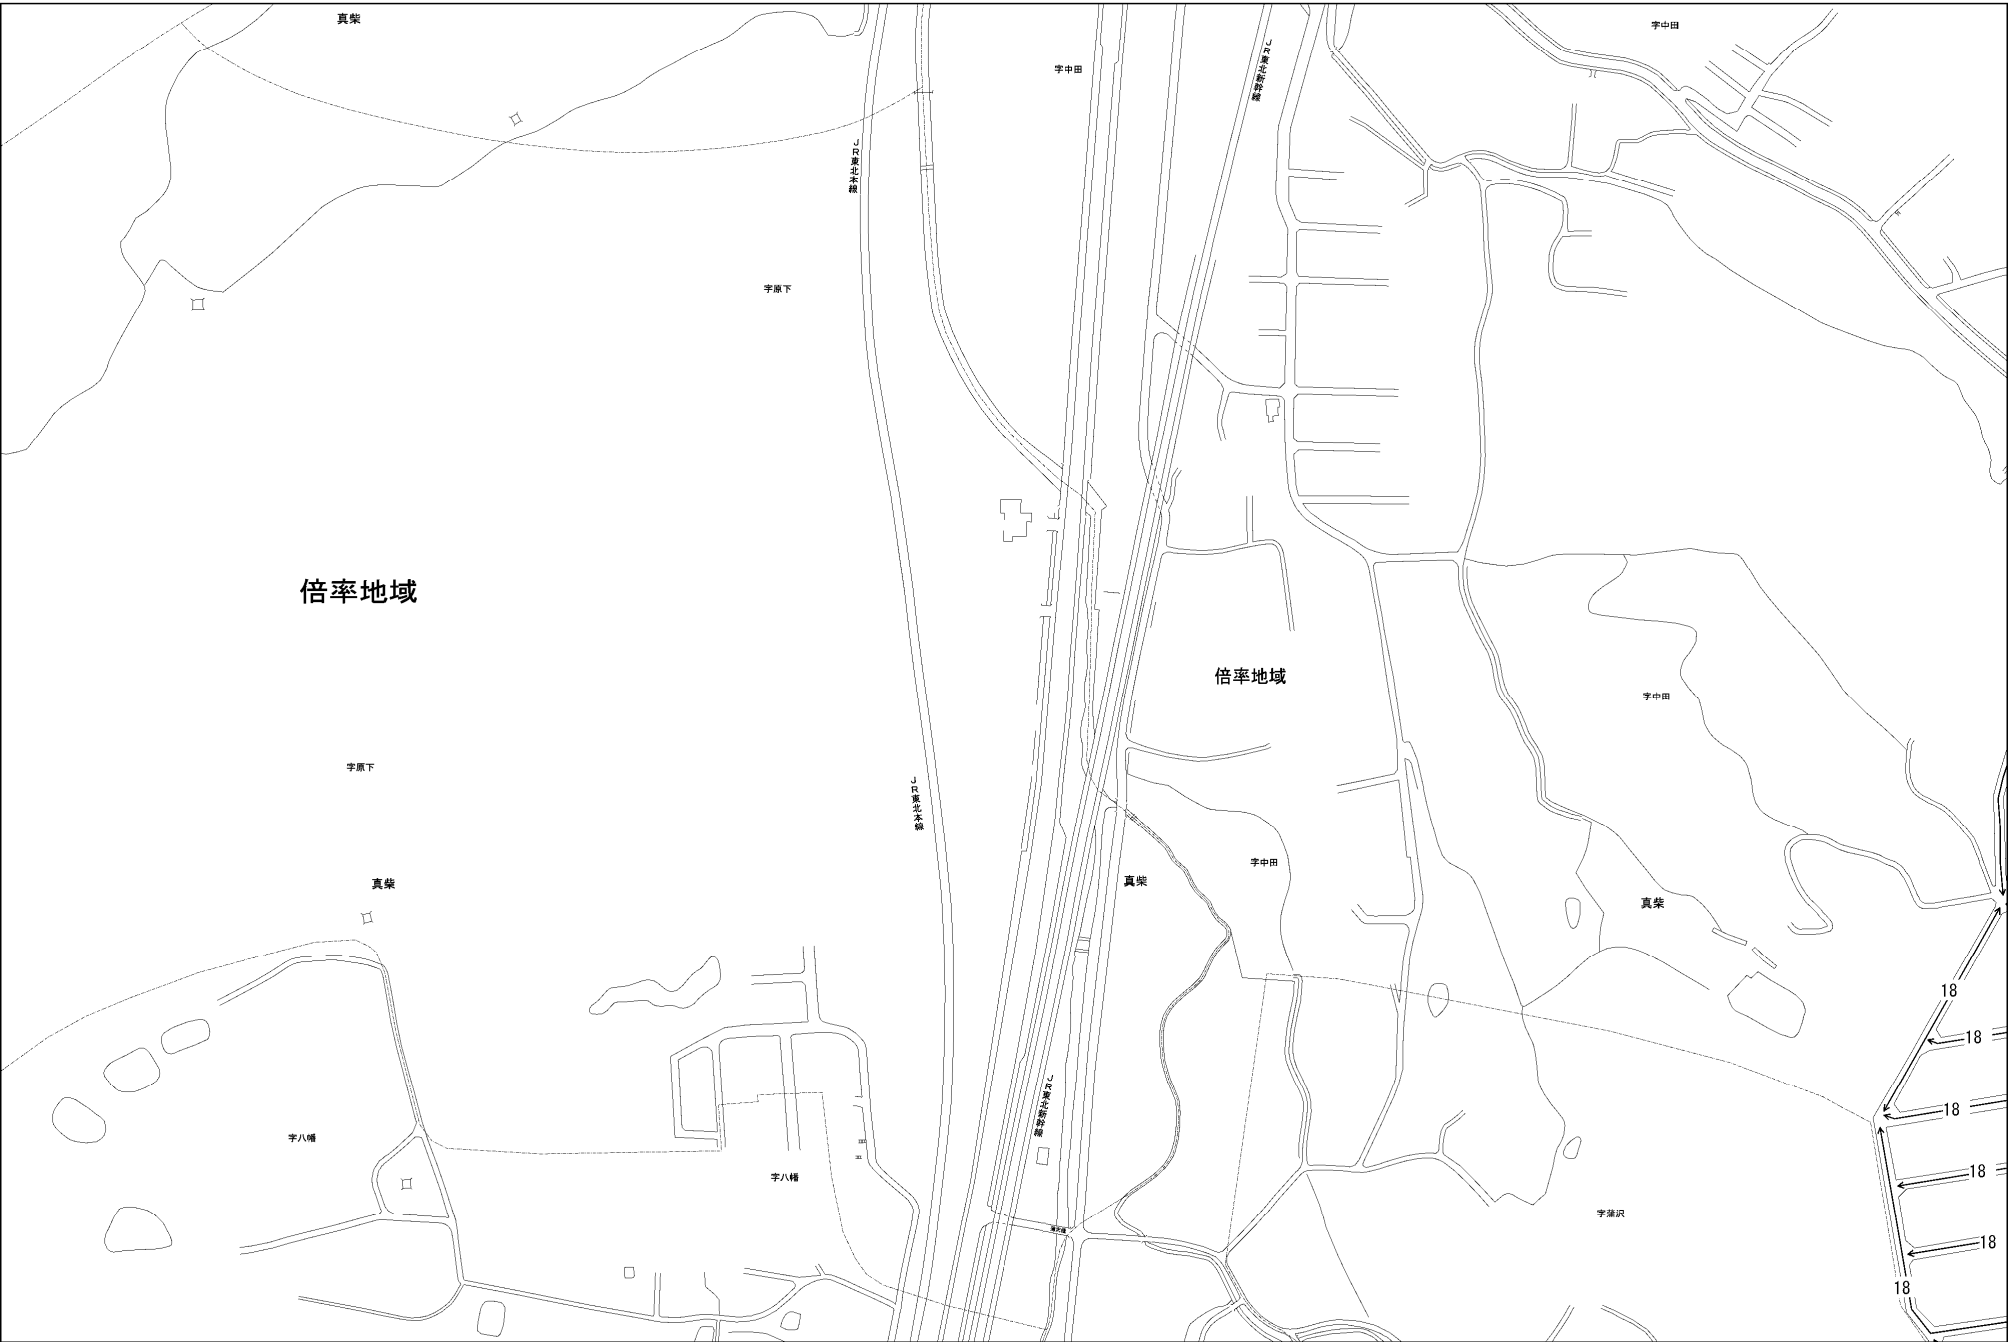 真柴
字中田
字中田
JR東北新幹線
JR東北本線
字原下
倍率地域
倍率地域
字中田
字原下
JR東北本線
字中田
真柴
真柴
真柴
18
18
JR東北新幹線
18
字八幡
18
字八幡
字蒲沢
18
18